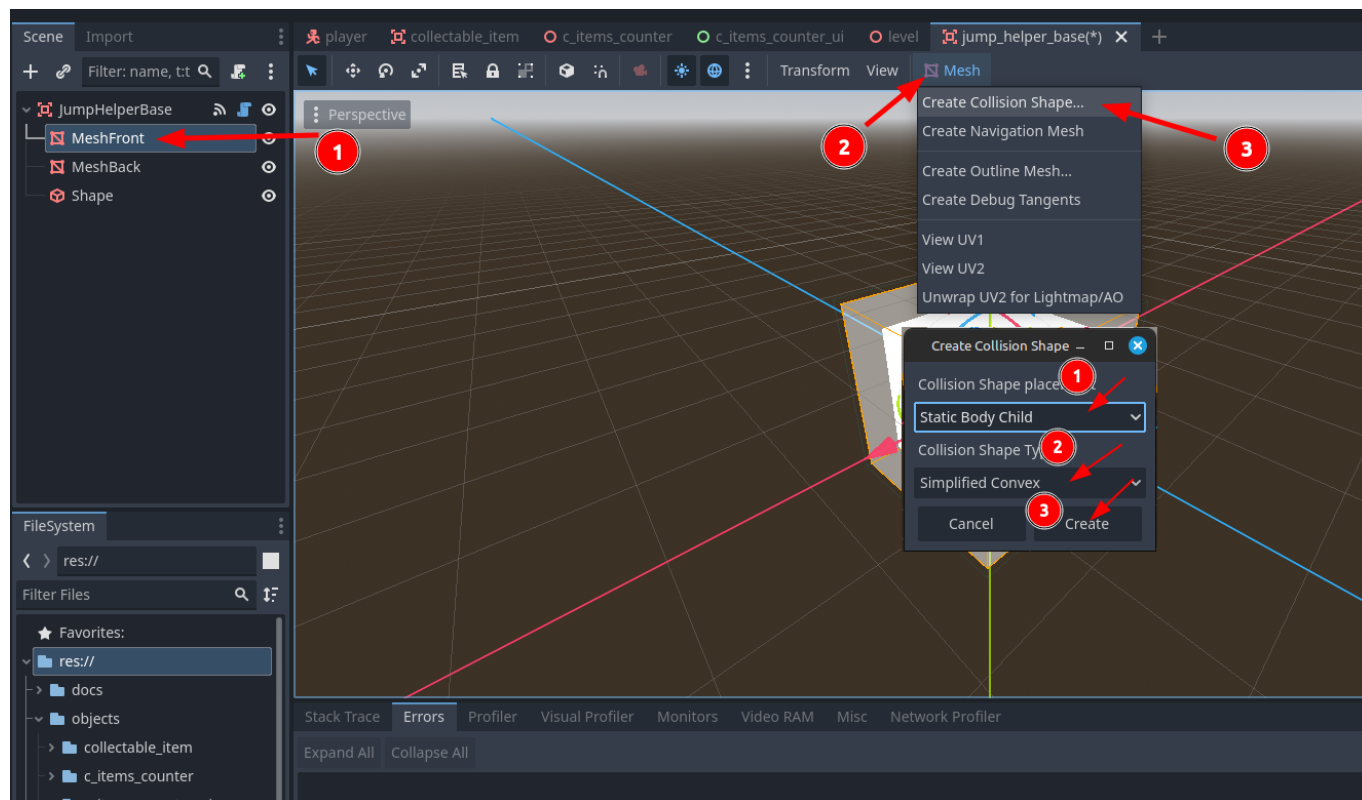 Scene Import
player collectable_item c_items_counter c_items_counter_ui level jump_helper_base(*)
Filter: name, t:t
Transform View Mesh
JumpHelperBase
MeshFront
MeshBack
Shape
Perspective
1
2
3
Create Collision Shape...
Create Navigation Mesh
Create Outline Mesh...
Create Debug Tangents
View UV1
View UV2
Unwrap UV2 for Lightmap/AO
Create Collision Shape
Collision Shape
1
Static Body Child
Collision Shape
2
Simplified Convex
3
Cancel Create
FileSystem
res://
Filter Files
Favorites:
res://
docs
objects
collectable_item
c_items_counter
Stack Trace Errors Profiler Visual Profiler Monitors Video RAM Misc Network Profiler
Expand All Collapse All